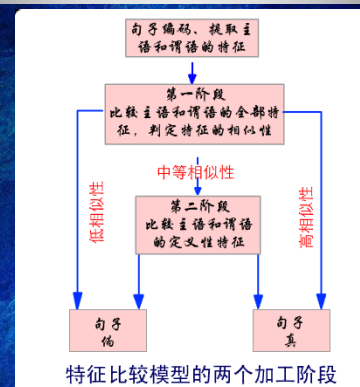 句子编码、提取主
语和谓语的特征
第一阶段
比较主语和谓语的全部特
征，判定特征的相似性
中等相似性
低相似性
高相似性
第二阶段
比较主语和谓语
的定义性特征
句子
伪
句子
真
特征比较模型的两个加工阶段